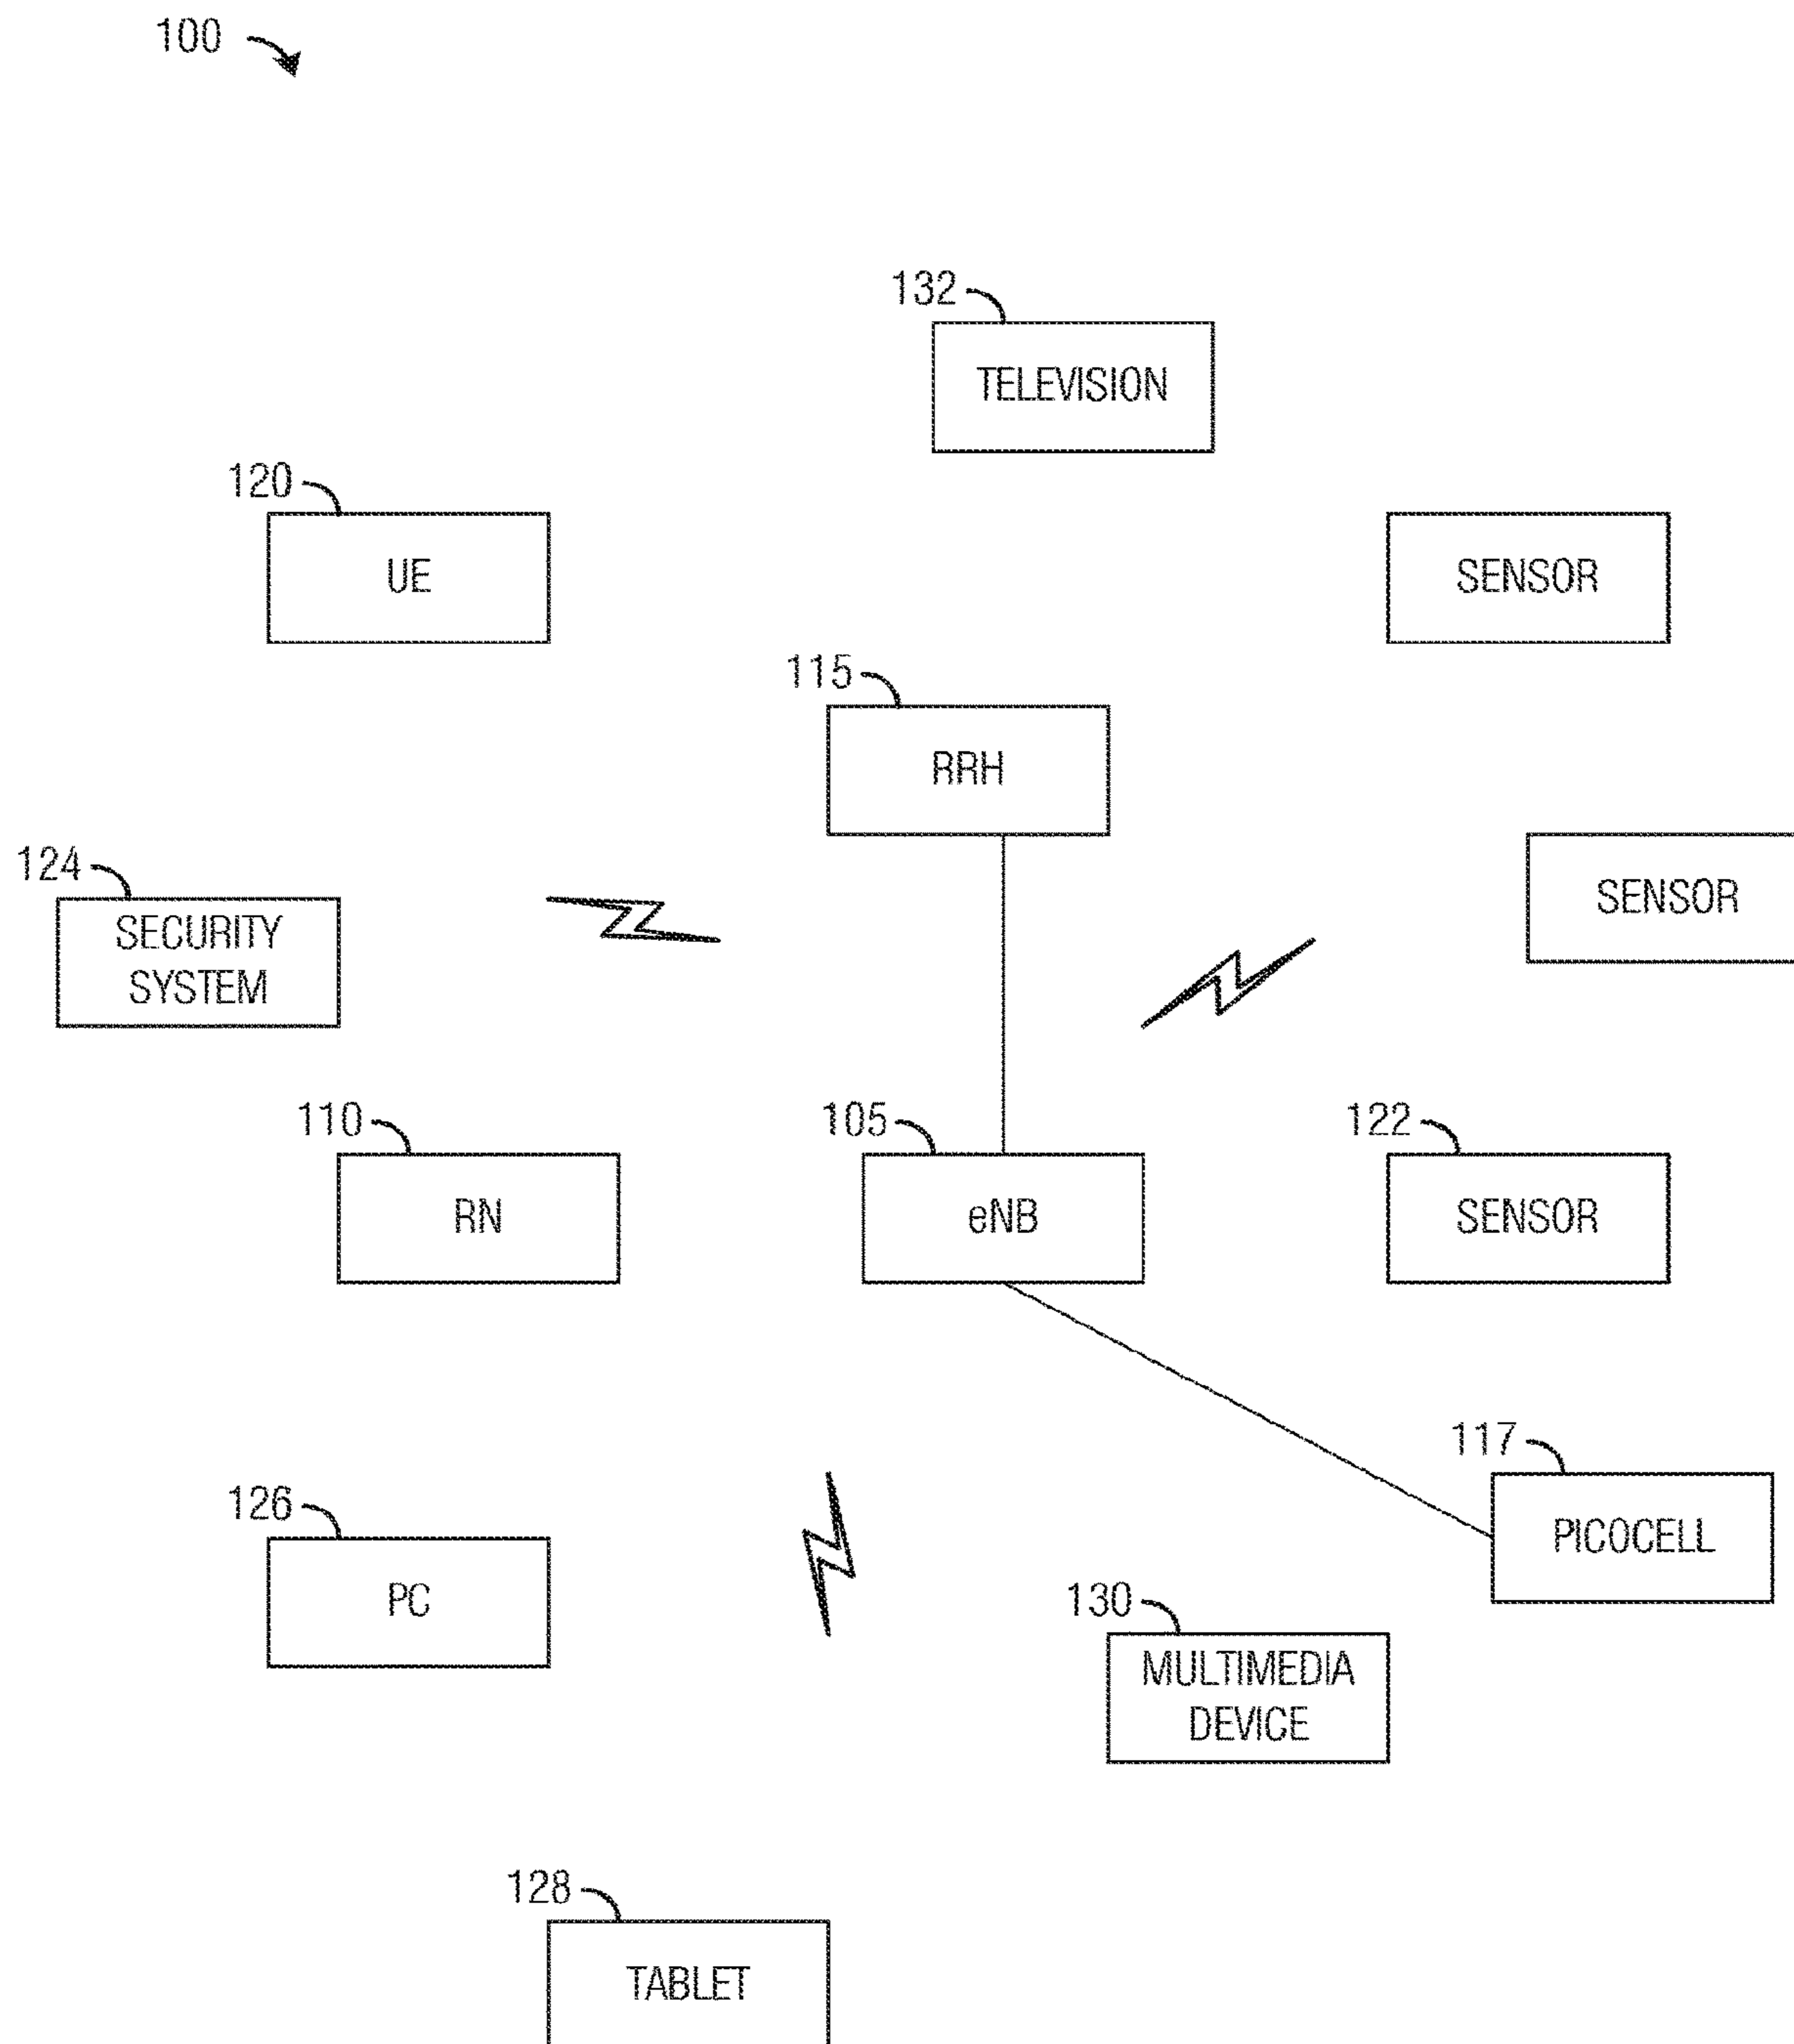 100
132
TELEVISION
120
UE
SENSOR
115
RRH
124
SECURITY
SYSTEM
SENSOR
110
RN
105
eNB
122
SENSOR
117
PICOCELL
126
PC
130
MULTIMEDIA
DEVICE
128
TABLET